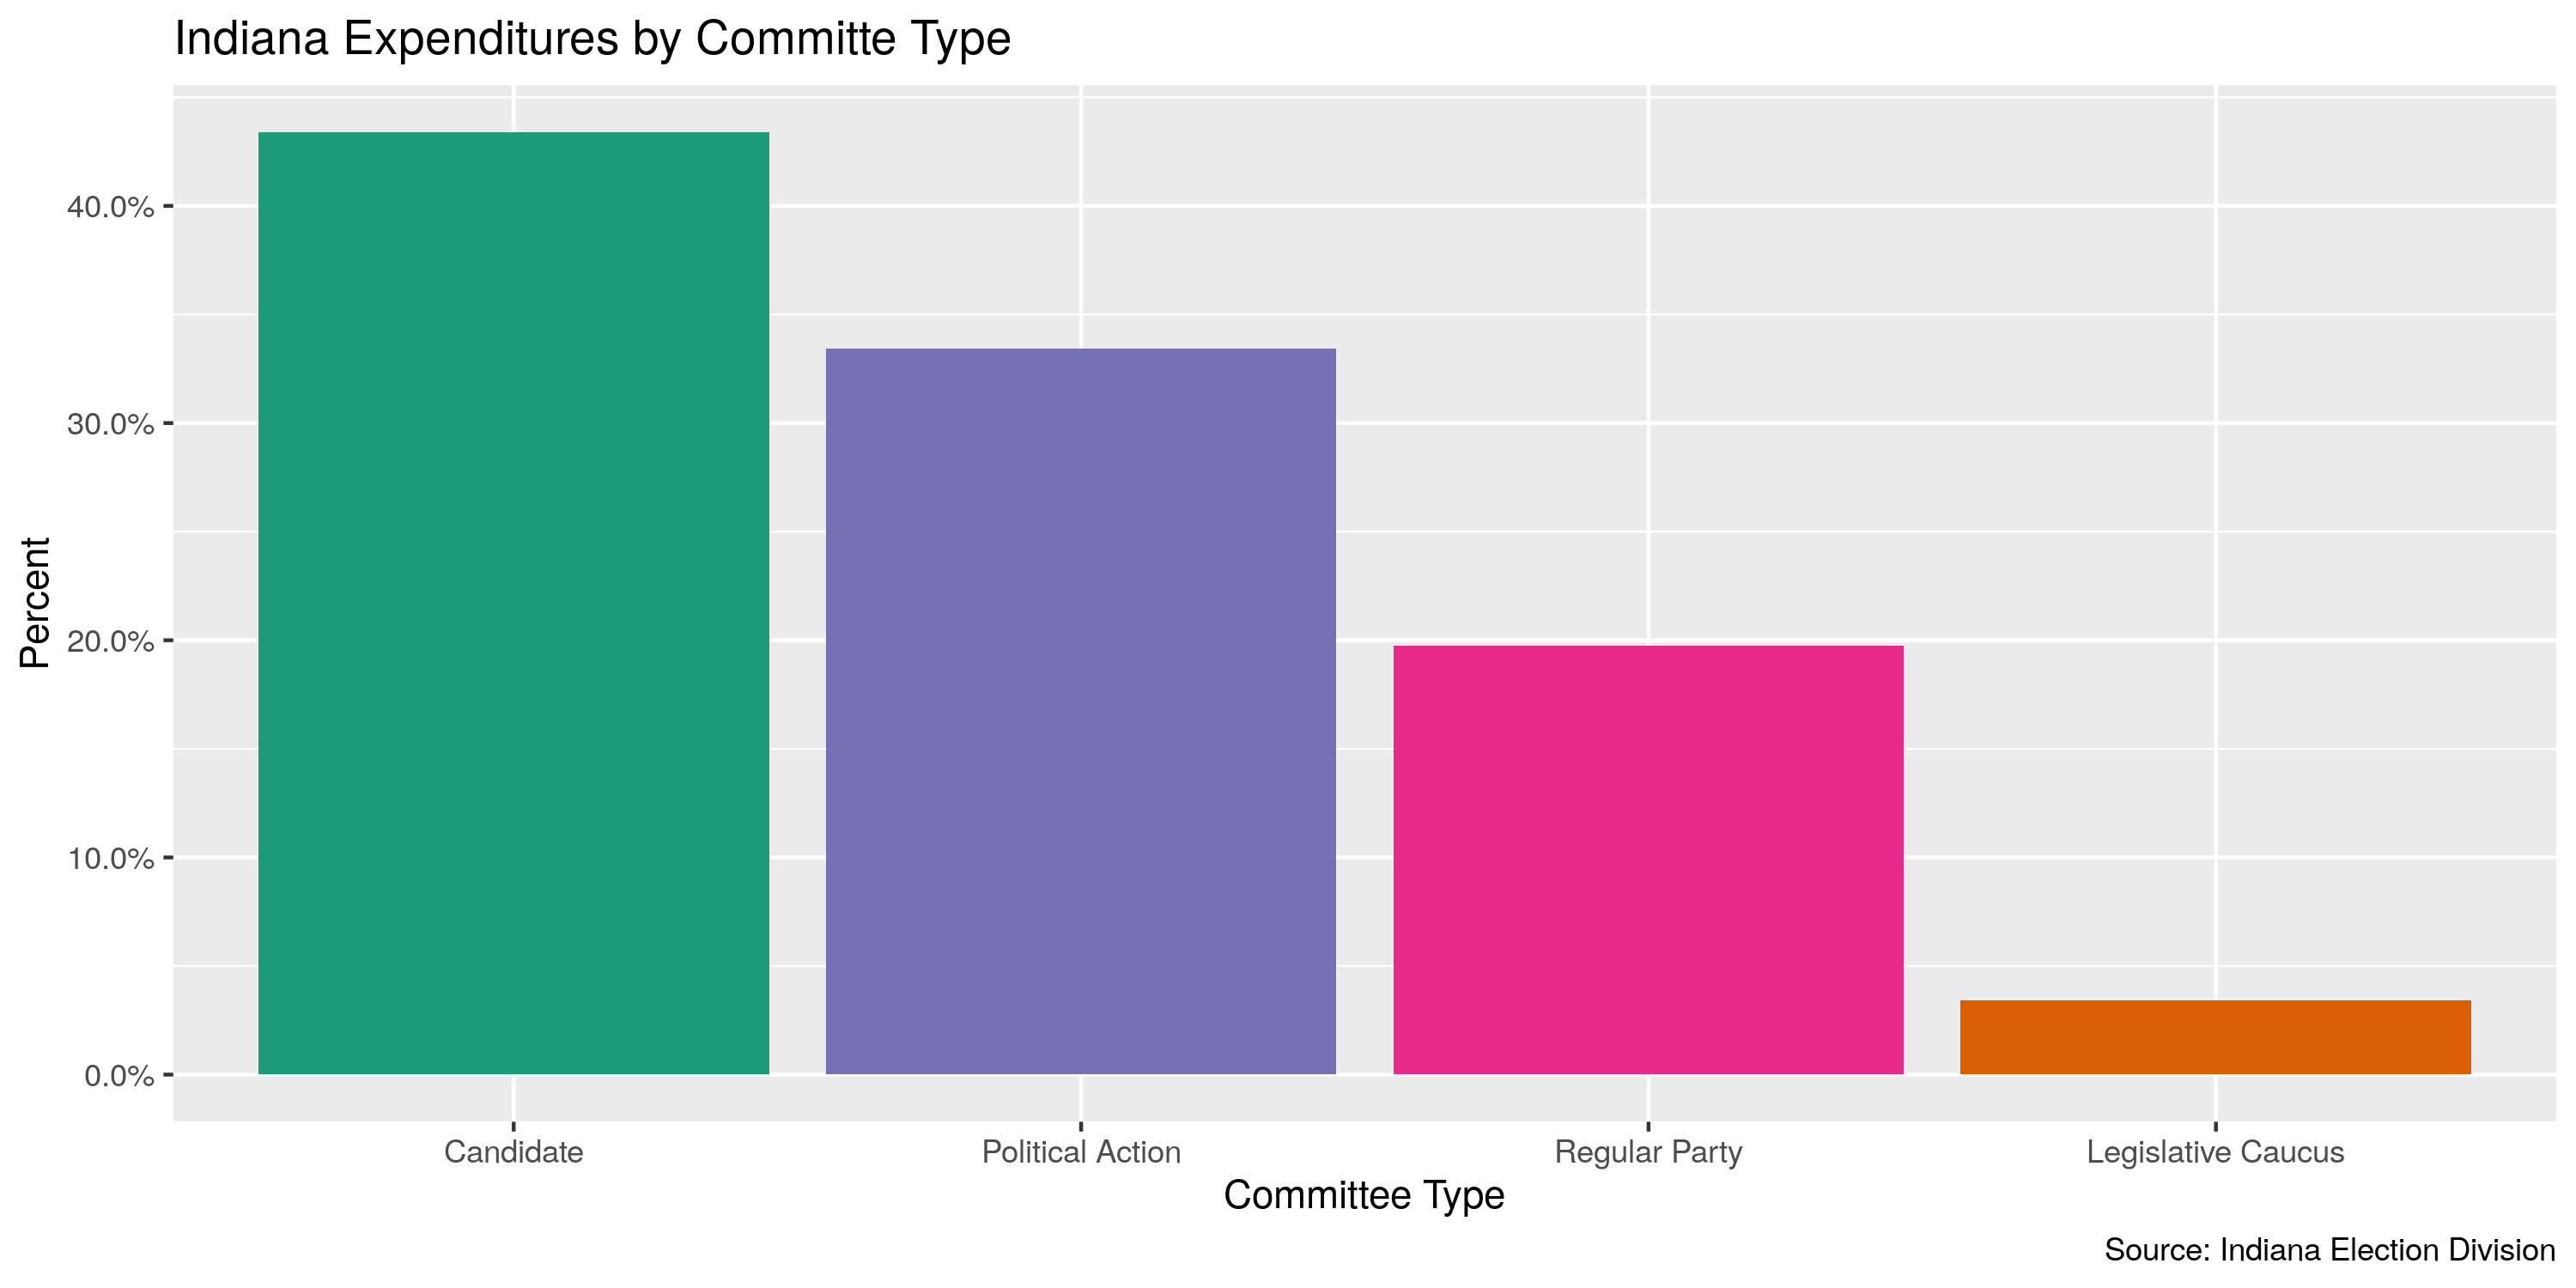 Indiana Expenditures by Committe Type
Percent
40.0%
30.0%
20.0%
10.0%
0.0%
Candidate
Political Action
Regular Party
Legislative Caucus
Committee Type
Source: Indiana Election Division